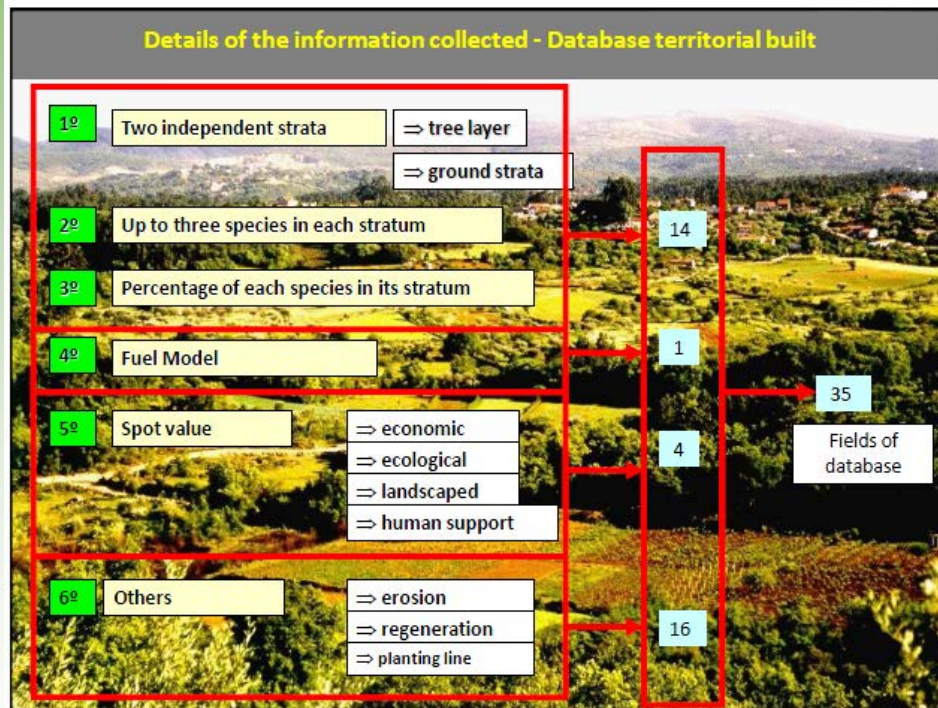 Details of the information collected - Database territorial built
1º
Two independent strata
⇒ tree layer
⇒ ground strata
2º
Up to three species in each stratum
14
3º
Percentage of each species in its stratum
4º
Fuel Model
1
35
Fields of
database
5º
Spot value
⇒ economic
4
⇒ ecological
⇒ landscaped
⇒ human support
6º
Others
⇒ erosion
⇒ regeneration
16
⇒ planting line